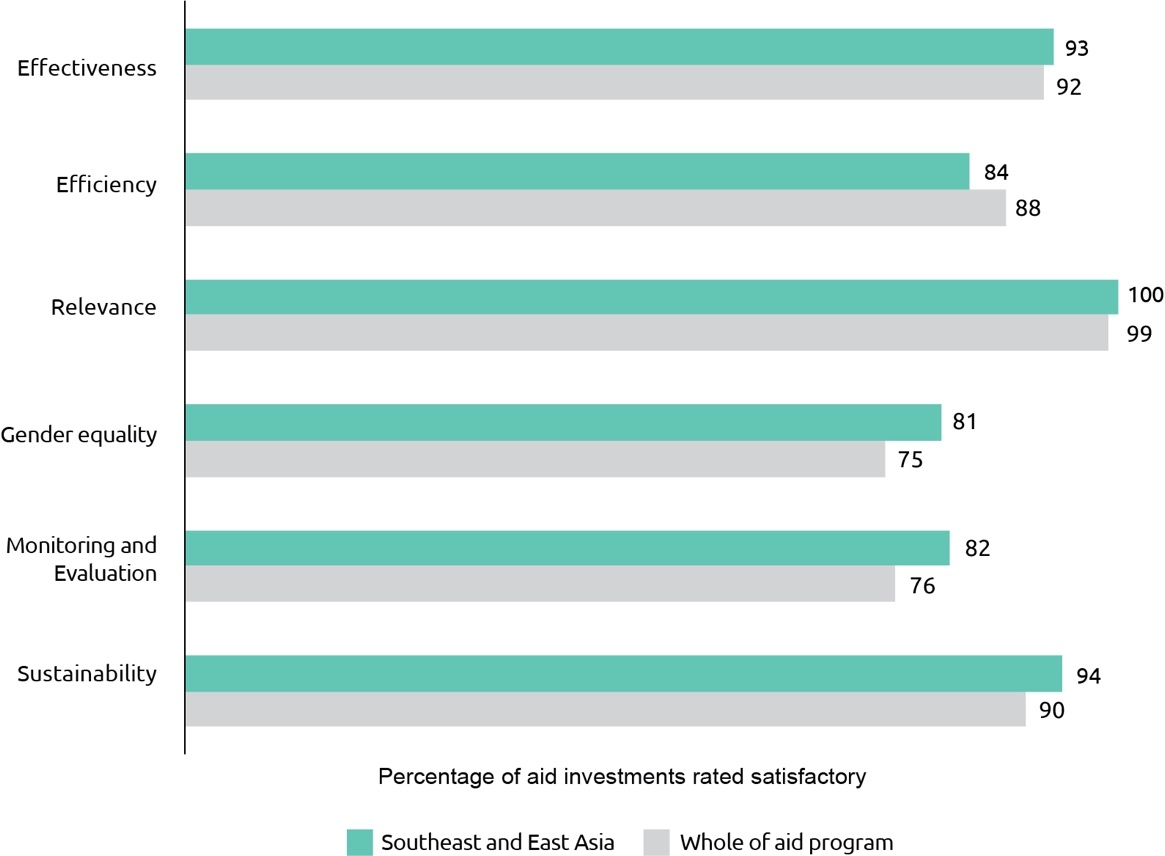 Effectiveness
93
92
Efficiency
84
88
Relevance
100
99
Gender equality
81
75
Monitoring and
Evaluation
82
76
Sustainability
94
90
Percentage of aid investments rated satisfactory
Southeast and East Asia
Whole of aid program